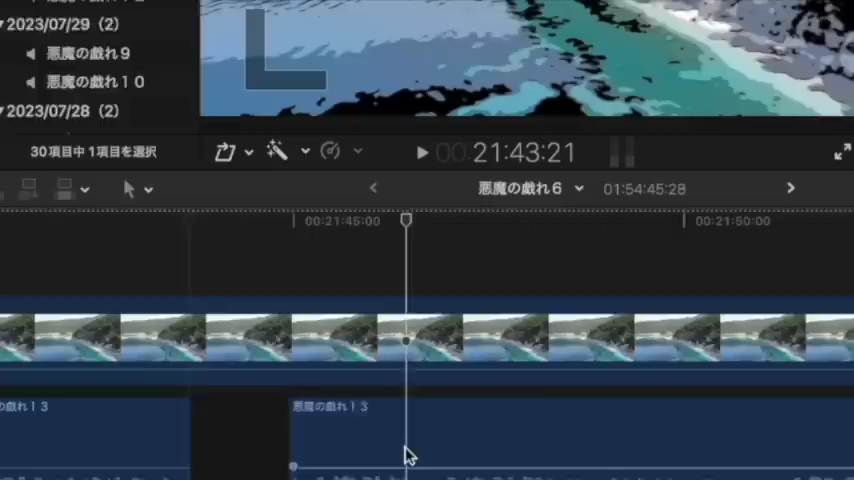 2023/07/29（2）
悪魔の戯れ９
悪魔の戯れ１０
2023/07/28（2）
30項目中1項目を選択
00:21:43:21
悪魔の戯れ６
01:54:45:28
00:21:45:00
00:21:50:00
の戯れ１３
悪魔の戯れ１３